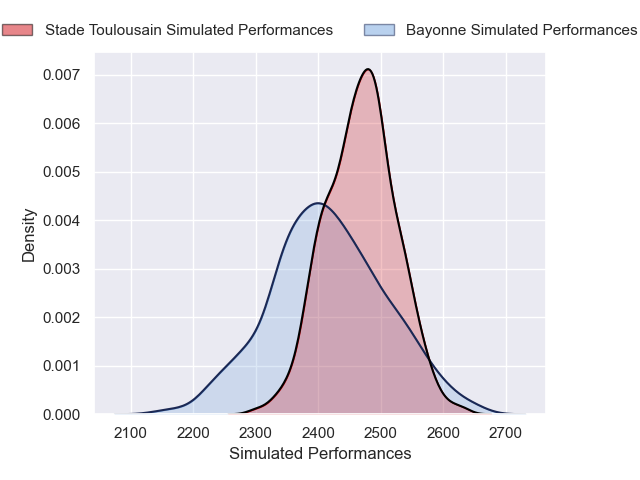 Stade Toulousain Simulated Performances Bayonne Simulated Performances
0.007
0.006
0.005
0.004
0.003
0.002
0.001
0.000
Density
2100 2200 2300 2400 2500 2600 2700
Simulated Performances